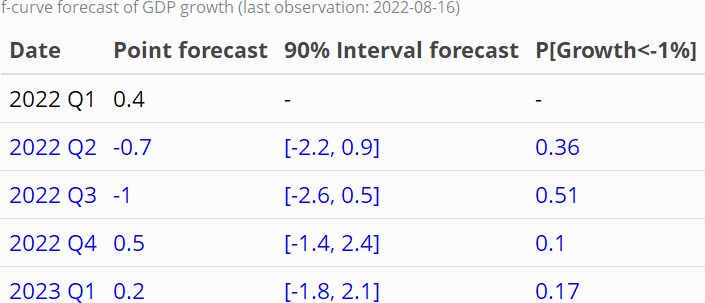 f-curve forecast of GDP growth (last observation: 2022-08-16)
Date Point forecast 90% Interval forecast P[Growth<-1%]
2022 Q1 0.4 - -
2022 Q2 -0.7 [-2.2, 0.9] 0.36
2022 Q3 -1 [-2.6, 0.5] 0.51
2022 Q4 0.5 [-1.4, 2.4] 0.1
2023 Q1 0.2 [-1.8, 2.1] 0.17